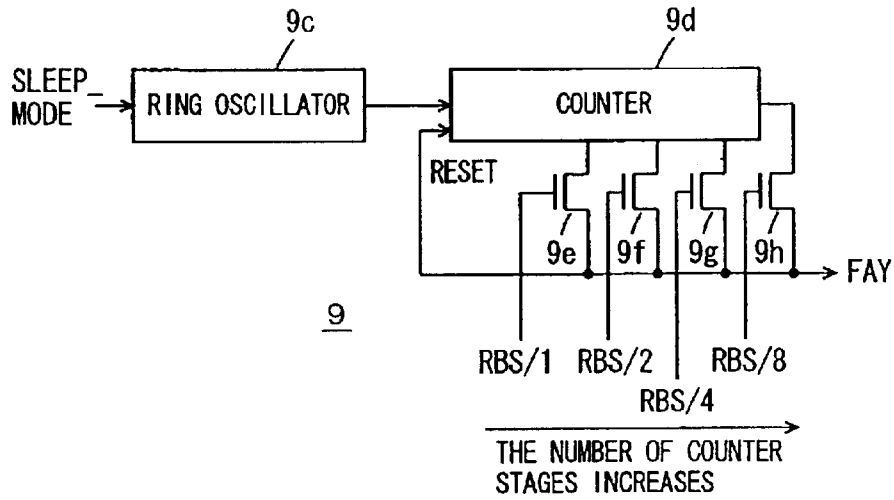 9c
9d
SLEEP_
MODE
RING OSCILLATOR
COUNTER
RESET
9e
9f
9g
9h
FAY
9
RBS/1
RBS/2
RBS/8
RBS/4
THE NUMBER OF COUNTER
STAGES INCREASES